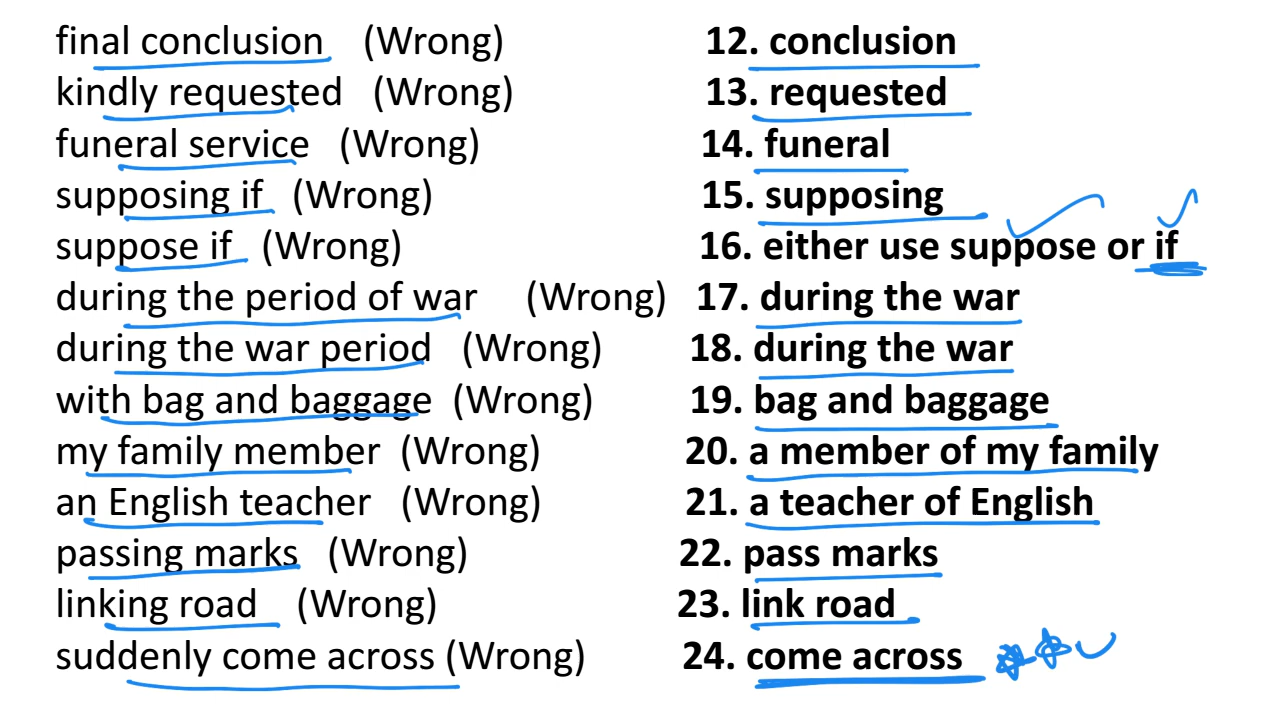 final conclusion (Wrong) 12. conclusion
kindly requested (Wrong) 13. requested
funeral service (Wrong) 14. funeral
supposing if (Wrong) 15. supposing
suppose if (Wrong) 16. either use suppose or if
during the period of war (Wrong) 17. during the war
during the war period (Wrong) 18. during the war
with bag and baggage (Wrong) 19. bag and baggage
my family member (Wrong) 20. a member of my family
an English teacher (Wrong) 21. a teacher of English
passing marks (Wrong) 22. pass marks
linking road (Wrong) 23. link road
suddenly come across (Wrong) 24. come across